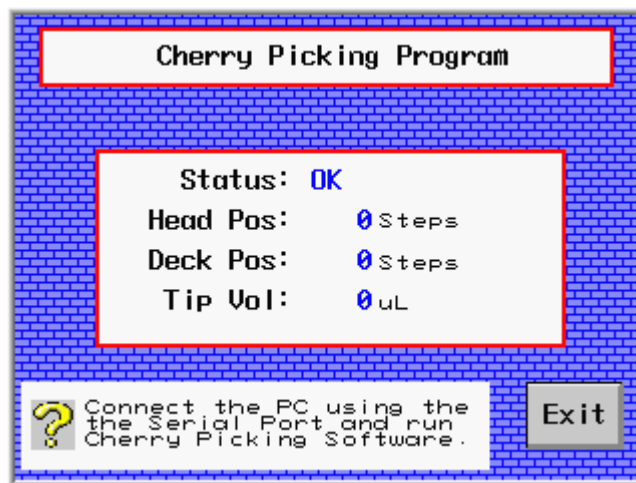 Cherry Picking Program
Status: OK
Head Pos: 0 Steps
Deck Pos: 0 Steps
Tip Vol: 0 uL
Connect the PC using the
the Serial Port and run
Cherry Picking Software.
Exit